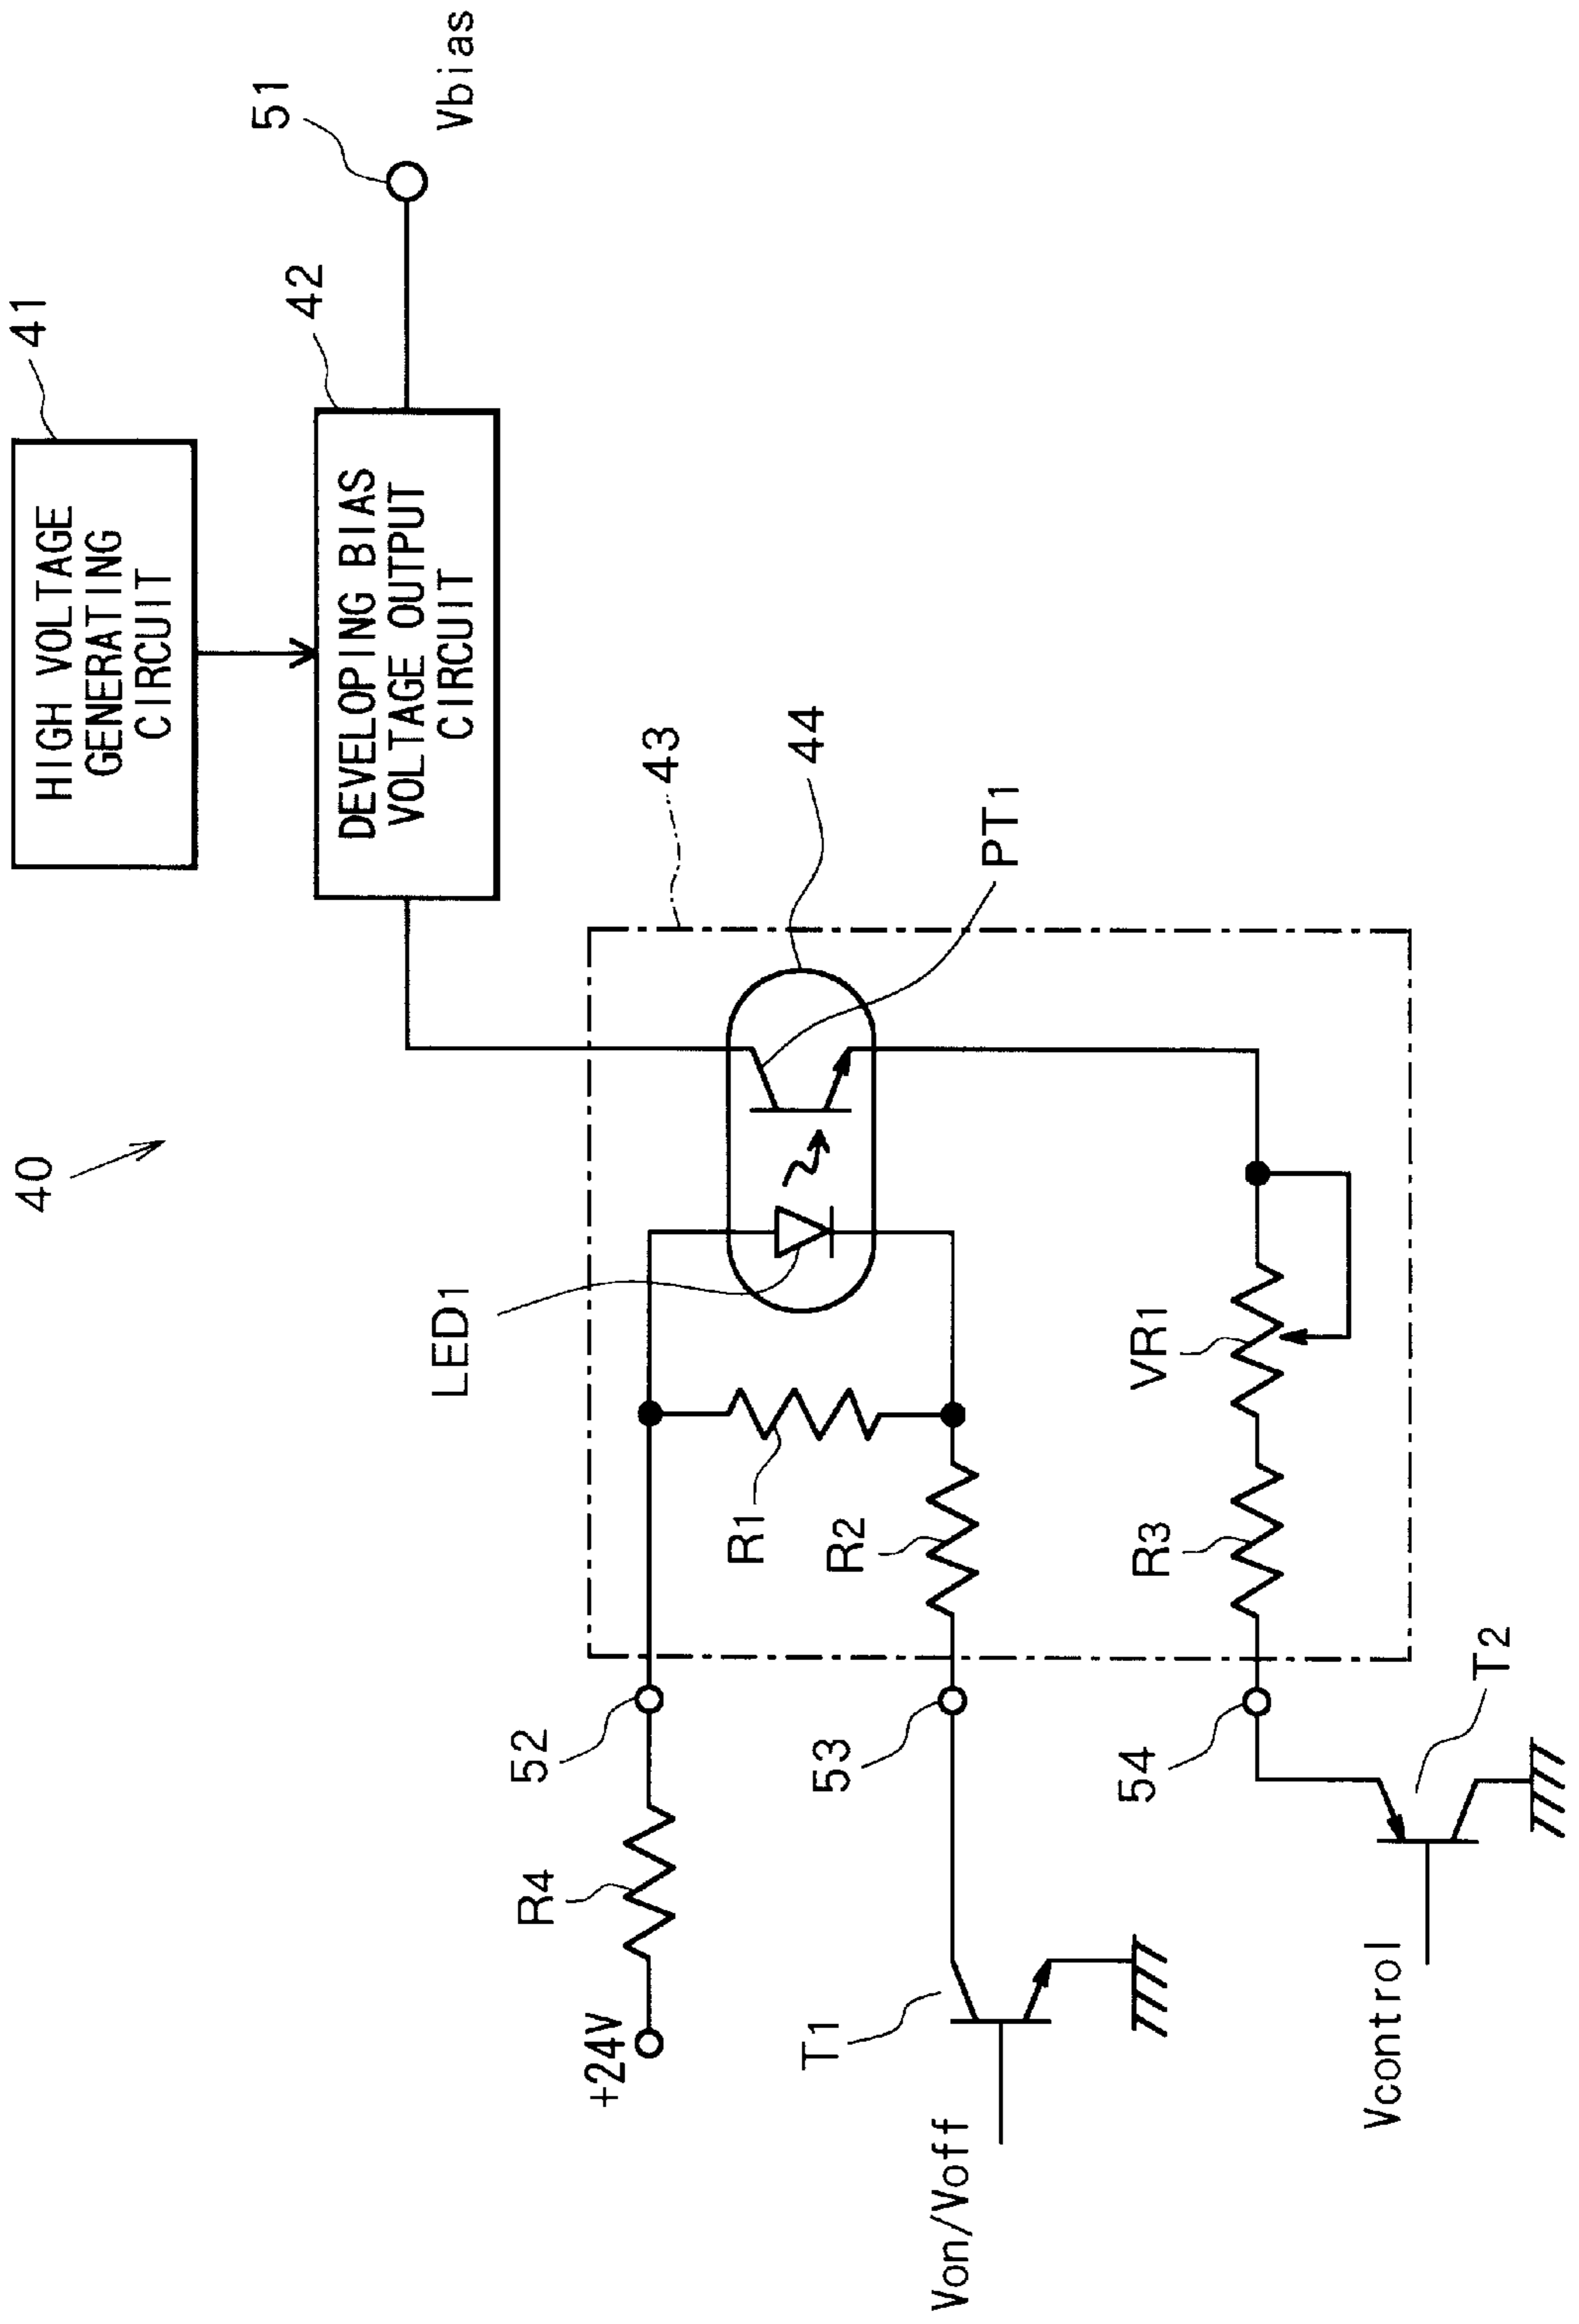 40
HIGH VOLTAGE
GENERATING
CIRCUIT
41
DEVELOPING BIAS
VOLTAGE OUTPUT
CIRCUIT
42
51
Vbias
43
44
PT1
LED1
+24V
R4
52
R1
R2
53
T1
Von/Voff
VR1
R3
54
T2
Vcontrol